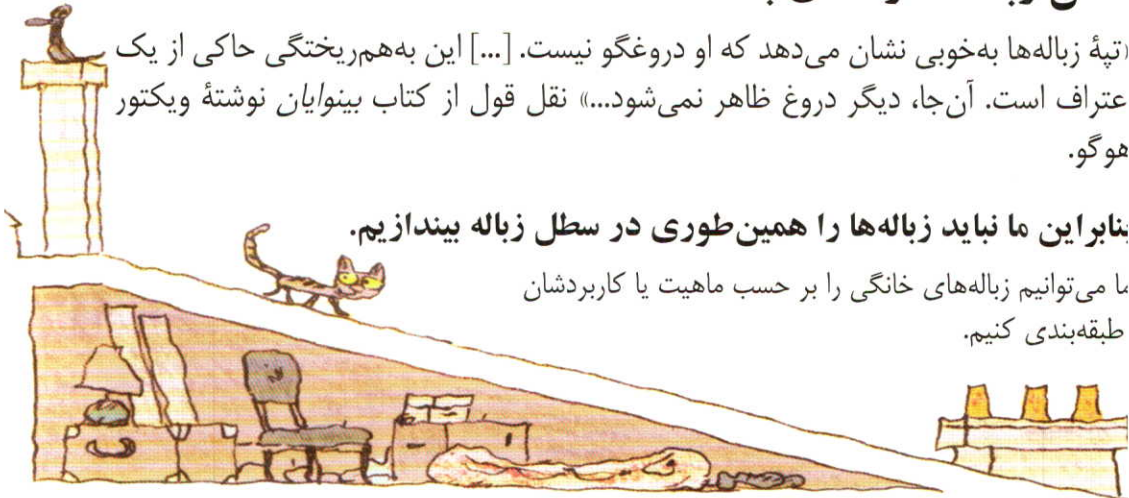 «تپهٔ زباله‌ها به‌خوبی نشان می‌دهد که او دروغگو نیست. [...] این به‌هم‌ریختگی حاکی از یک
اعتراف است. آن‌جا، دیگر دروغ ظاهر نمی‌شود...» نقل قول از کتاب بینوایان نوشتهٔ ویکتور
هوگو.
بنابراین ما نباید زباله‌ها را همین‌طوری در سطل زباله بیندازیم.
ما می‌توانیم زباله‌های خانگی را بر حسب ماهیت یا کاربردشان
طبقه‌بندی کنیم.